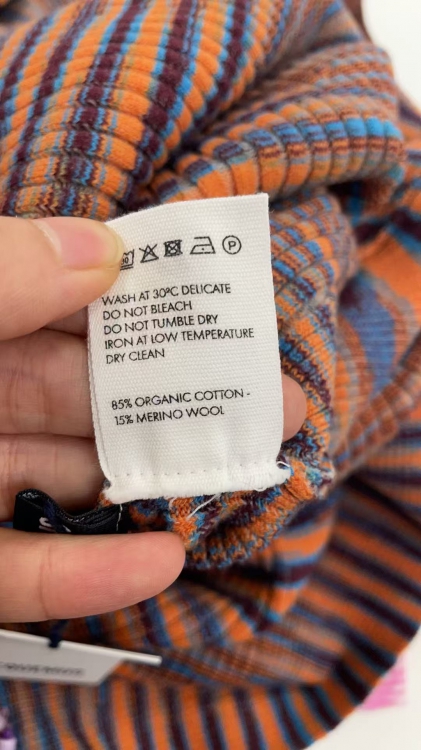 WASH AT 30ºC DELICATE
DO NOT BLEACH
DO NOT TUMBLE DRY
IRON AT LOW TEMPERATURE
DRY CLEAN
85% ORGANIC COTTON -
15% MERINO WOOL